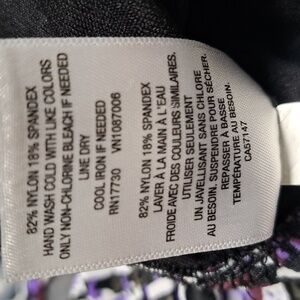 82% NYLON 18% SPANDEX
HAND WASH COLD WITH LIKE COLORS
ONLY NON-CHLORINE BLEACH IF NEEDED
LINE DRY
COOL IRON IF NEEDED
RN17730 VN1087006
82% NYLON 18% SPANDEX
LAVER À LA MAIN EN EAU
FROIDE AVEC DES COULEURS SIMILAIRES.
UTILISER SEULEMENT
UN JAVELLISANT SANS CHLORE
AU BESOIN. SUSPENDRE POUR SÉCHER.
REPASSER À BASSE
TEMPÉRATURE AU BESOIN.
CA57147